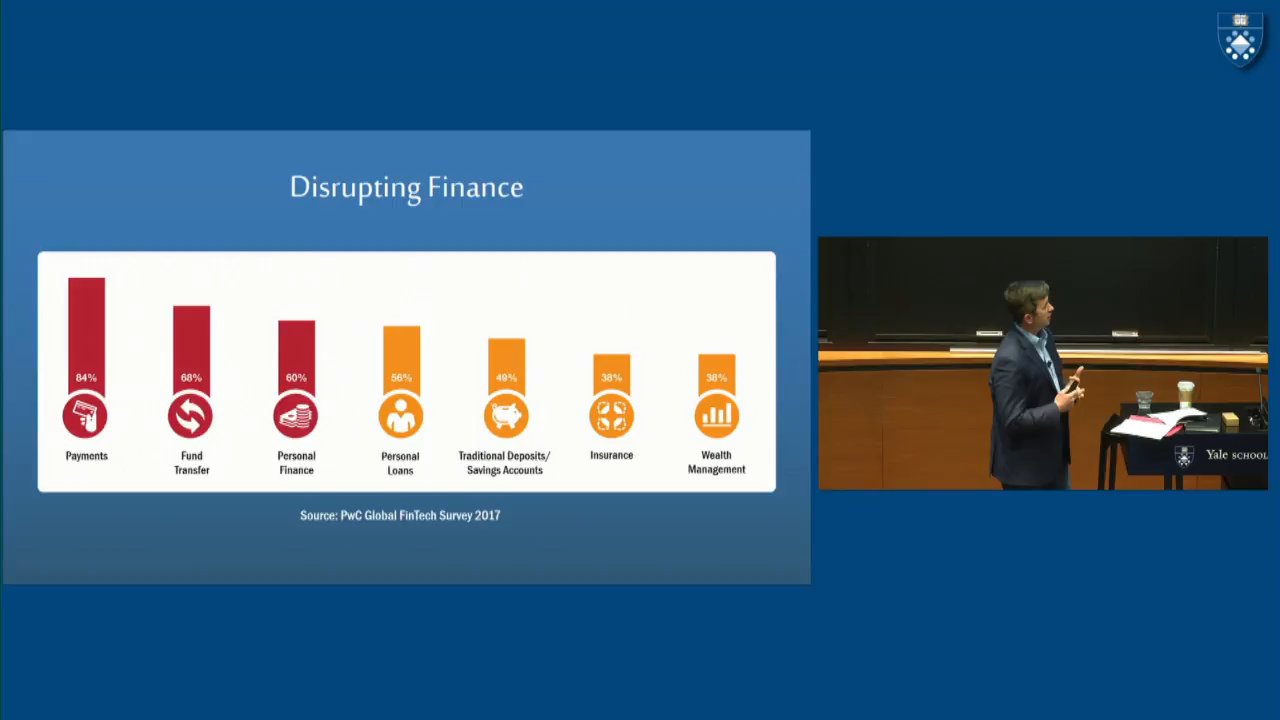 Disrupting Finance
84%
68%
60%
56%
49%
38%
38%
Payments
Fund
Transfer
Personal
Finance
Personal
Loans
Traditional Deposits/
Savings Accounts
Insurance
Wealth
Management
Source: PwC Global FinTech Survey 2017
Yale SCHOOL